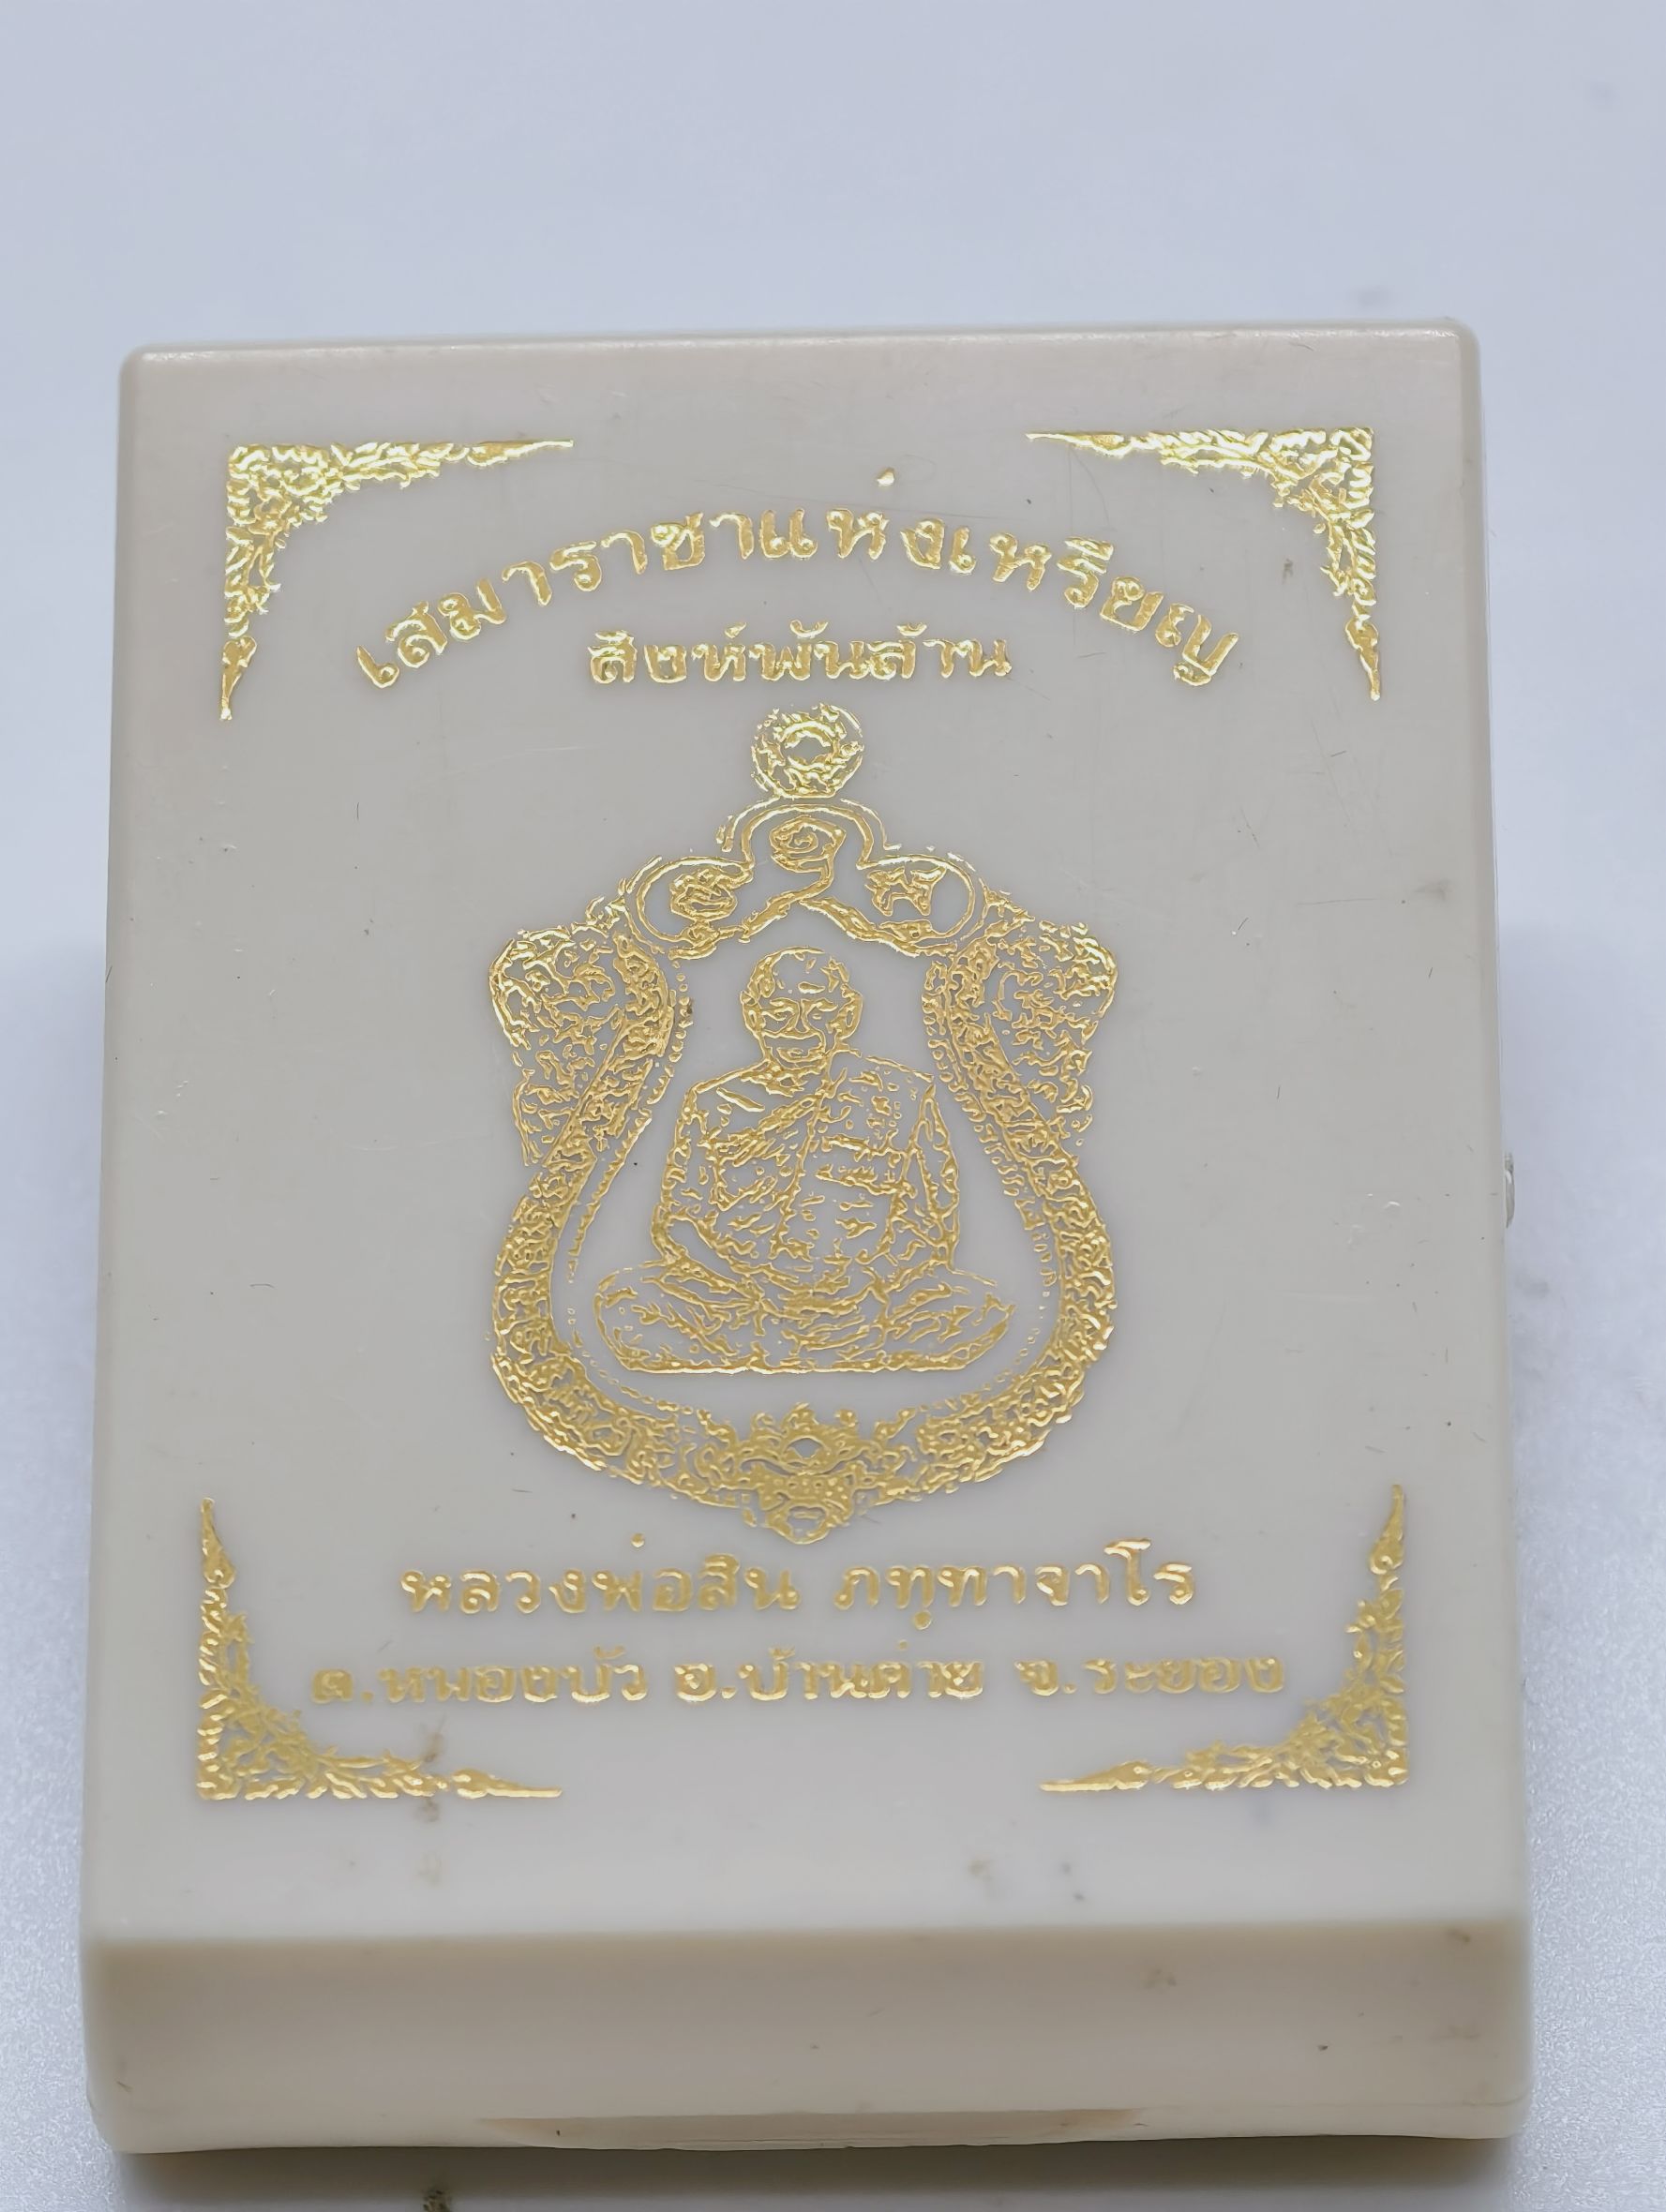 เสมาราชาแห่งเหรียญ
สิงห์พันล้าน
หลวงพ่อสิน ภทฺทาจาโร
ต.หนองบัว อ.บ้านค่าย จ.ระยอง